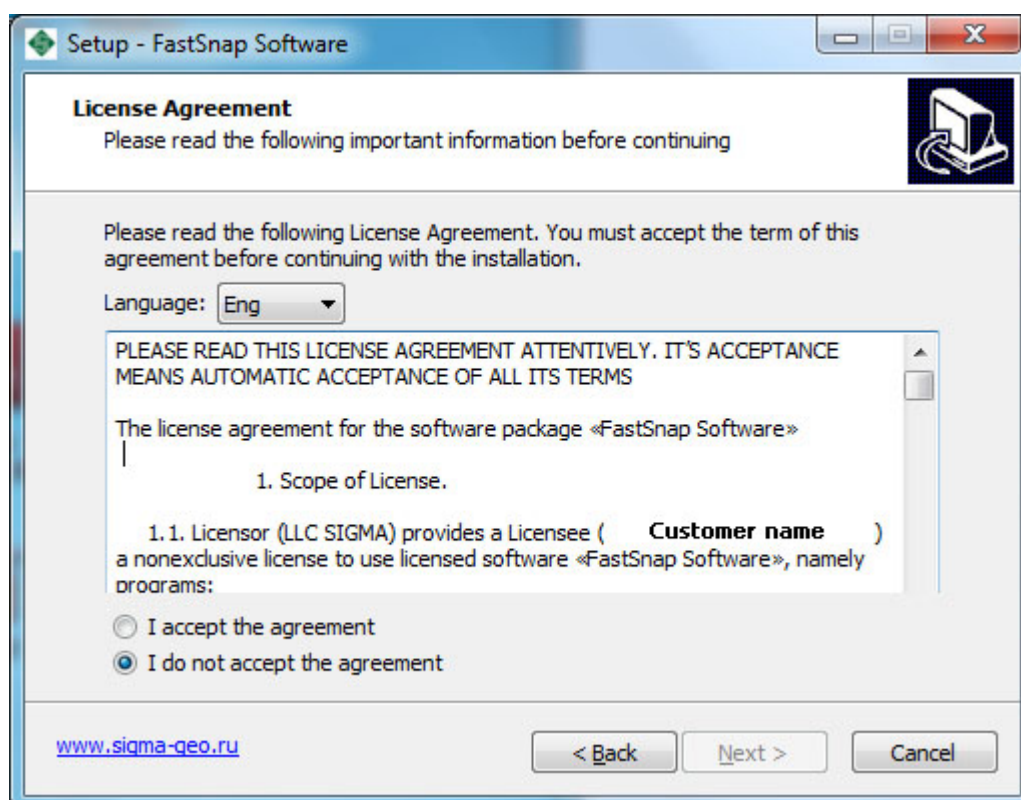 Setup - FastSnap Software
License Agreement
Please read the following important information before continuing
Please read the following License Agreement. You must accept the term of this
agreement before continuing with the installation.
Language: Eng
PLEASE READ THIS LICENSE AGREEMENT ATTENTIVELY. IT'S ACCEPTANCE
MEANS AUTOMATIC ACCEPTANCE OF ALL ITS TERMS
The license agreement for the software package «FastSnap Software»
1. Scope of License.
1.1. Licensor (LLC SIGMA) provides a Licensee ( Customer name )
a nonexclusive license to use licensed software «FastSnap Software», namely
programs:
I accept the agreement
I do not accept the agreement
www.sigma-geo.ru
< Back Next > Cancel